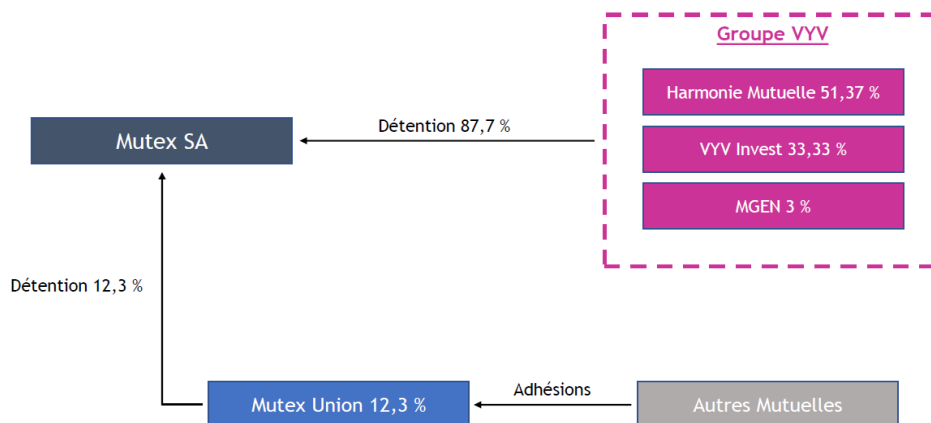 Groupe VYV
Harmonie Mutuelle 51,37 %
Détention 87,7 %
Mutex SA
VYV Invest 33,33 %
MGEN 3 %
Détention 12,3 %
Adhésions
Mutex Union 12,3 %
Autres Mutuelles